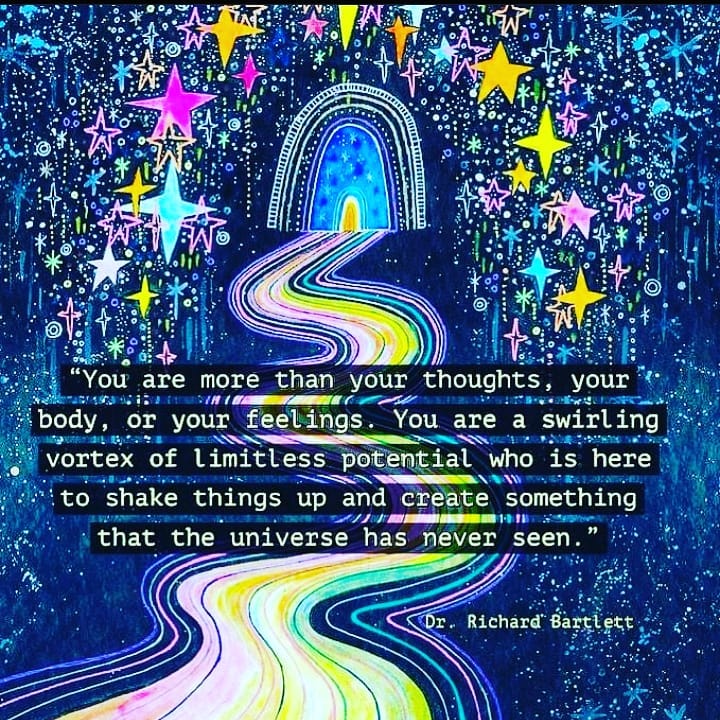 “You are more than your thoughts, your
body, or your feelings. You are a swirling
vortex of limitless potential who is here
to shake things up and create something
that the universe has never seen.”
Dr. Richard Bartlett